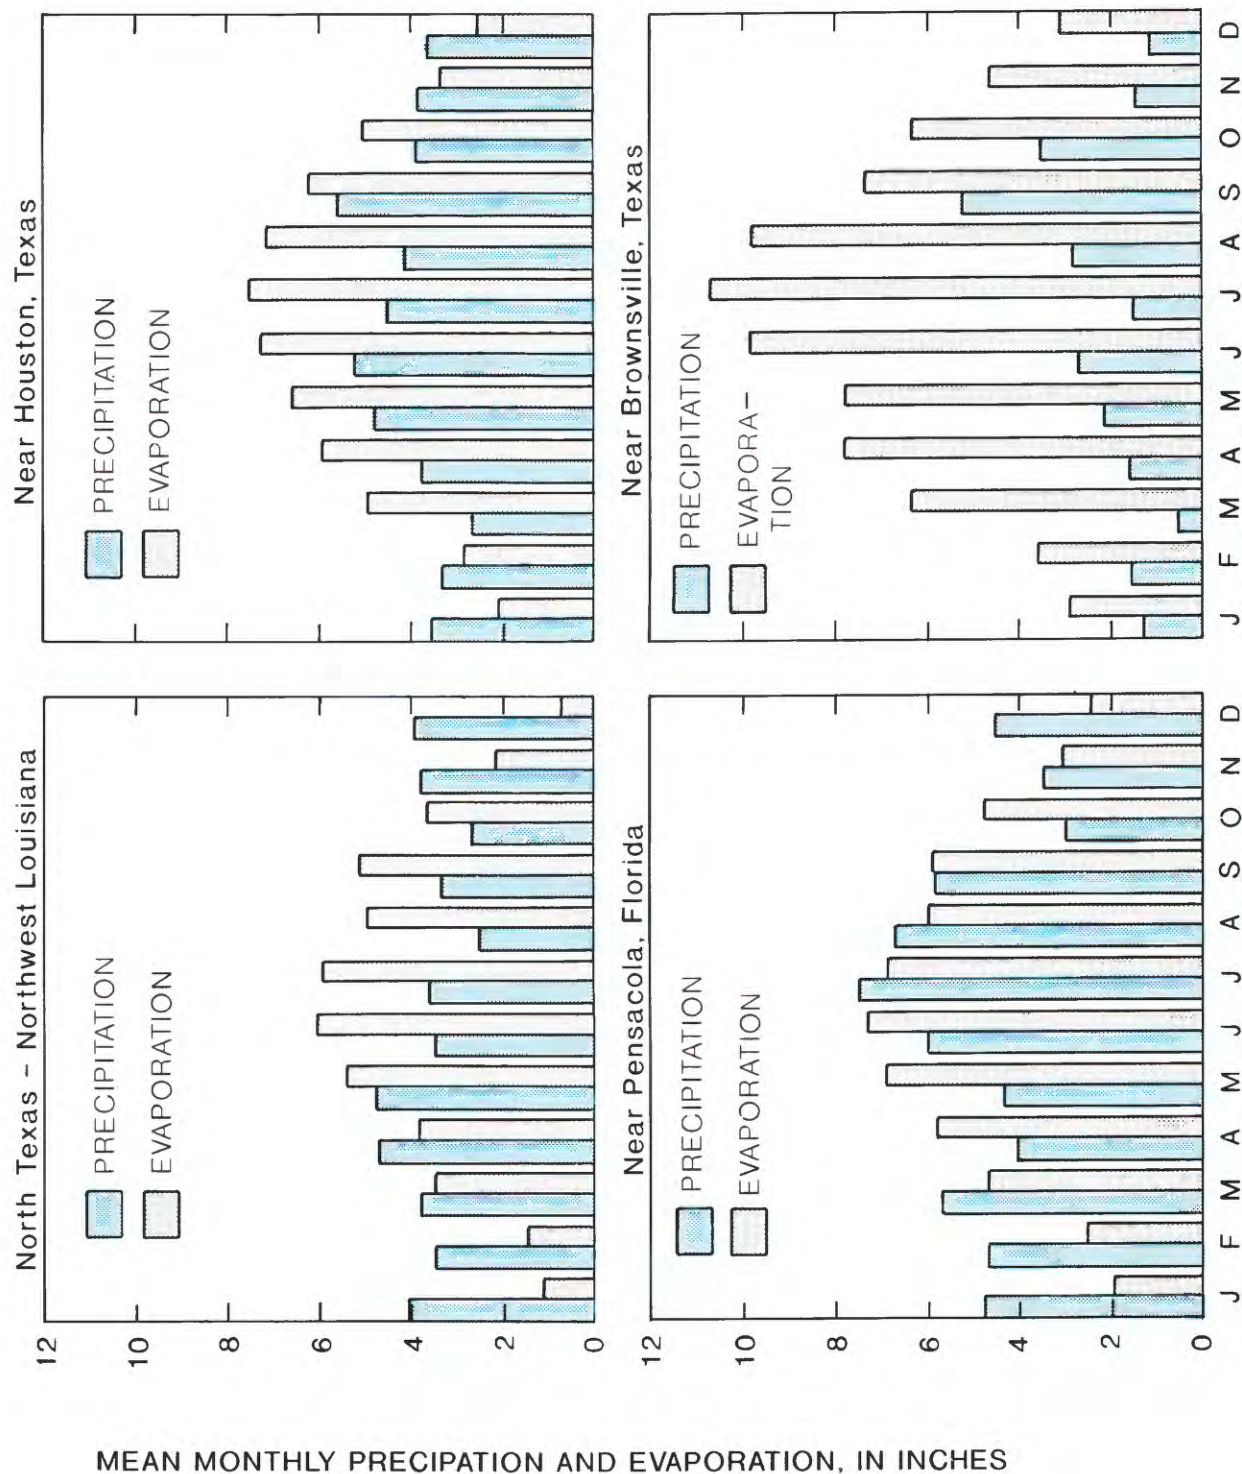 MEAN MONTHLY PRECIPATION AND EVAPORATION, IN INCHES
North Texas – Northwest Louisiana
12
10
8
6
4
2
0
PRECIPITATION
EVAPORATION
Near Houston, Texas
PRECIPITATION
EVAPORATION
Near Pensacola, Florida
12
10
8
6
4
2
0
PRECIPITATION
EVAPORATION
J F M A M J J A S O N D
Near Brownsville, Texas
PRECIPITATION
EVAPORA–
TION
J F M A M J J A S O N D